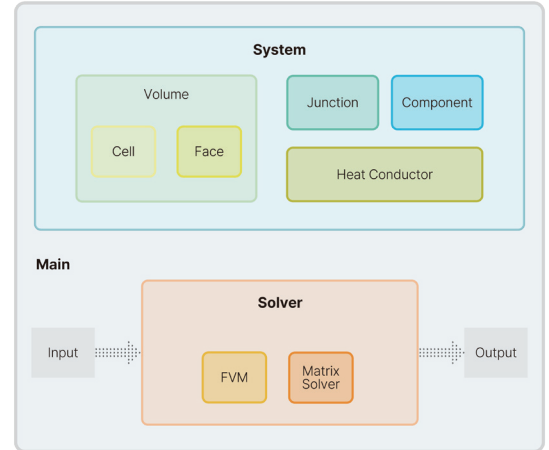 System
Volume
Junction
Component
Cell
Face
Heat Conductor
Main
Solver
Input
Output
FVM
Matrix
Solver